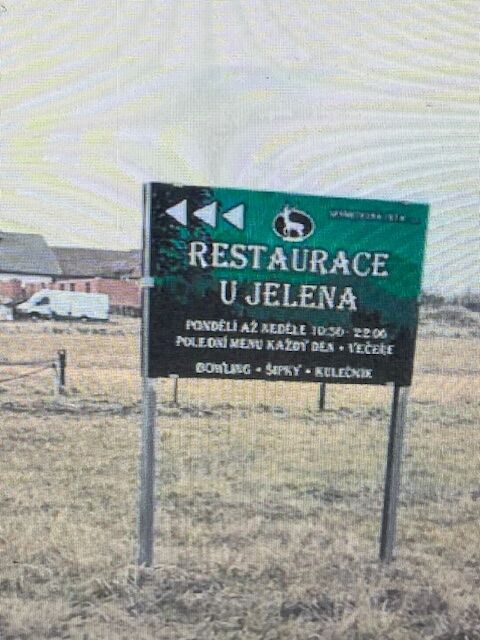 RESTAURACE
U JELENA
PONDĚLÍ AŽ NEDĚLE 10:30 - 22:00
POLEDNÍ MENU KAŽDÝ DEN • VEČEŘE
BOWLING • ŠIPKY • KULEČNÍK